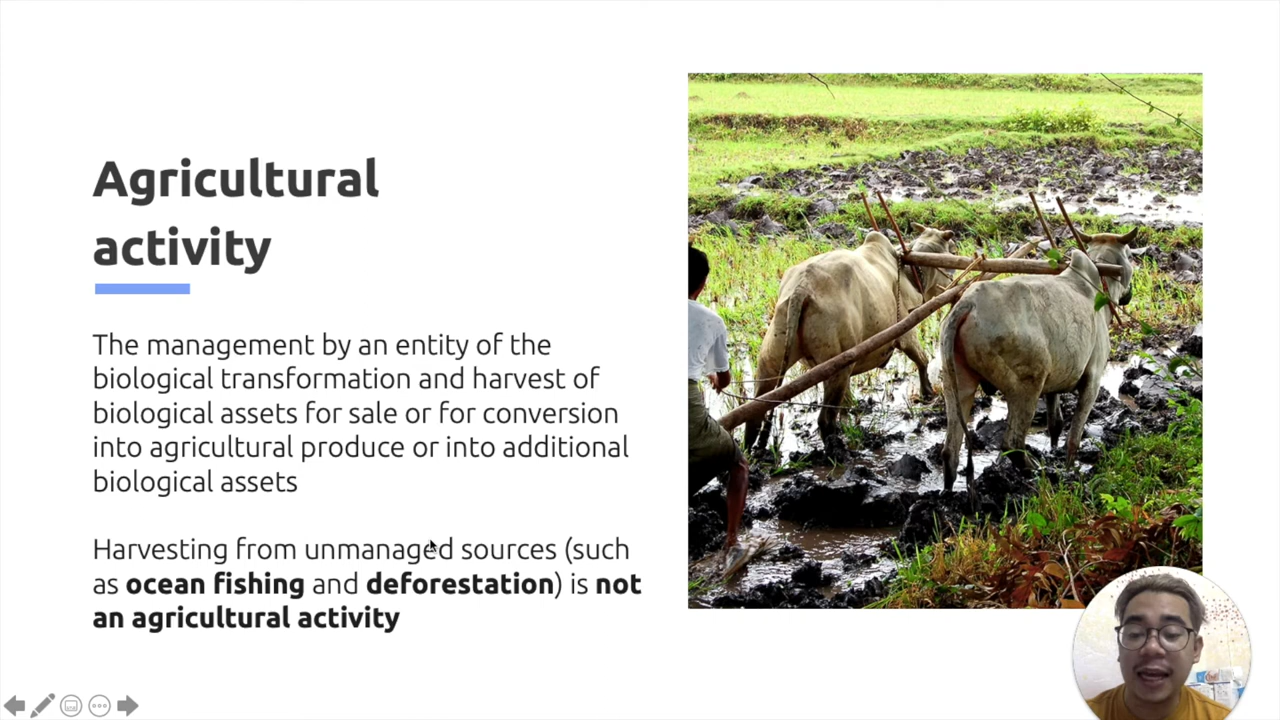 Agricultural
activity
The management by an entity of the
biological transformation and harvest of
biological assets for sale or for conversion
into agricultural produce or into additional
biological assets
Harvesting from unmanaged sources (such
as ocean fishing and deforestation) is not
an agricultural activity